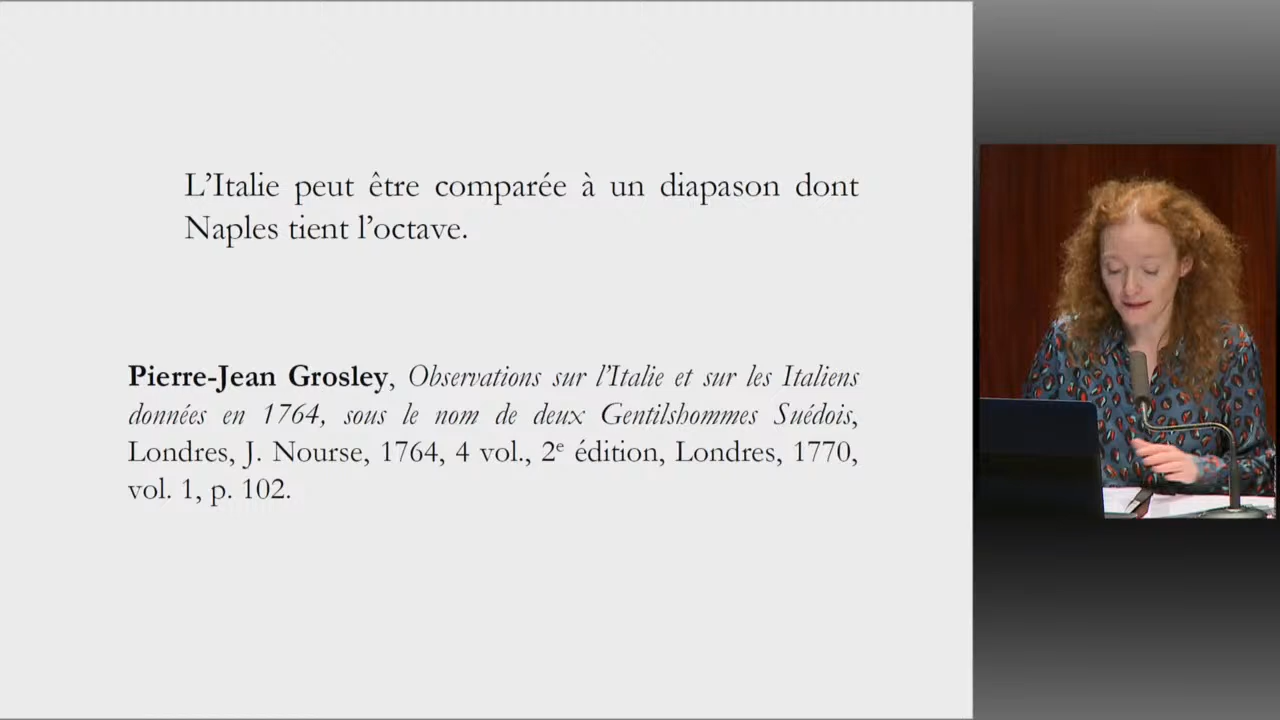 L’Italie peut être comparée à un diapason dont
Naples tient l’octave.
Pierre-Jean Grosley, Observations sur l’Italie et sur les Italiens
données en 1764, sous le nom de deux Gentilshommes Suédois,
Londres, J. Nourse, 1764, 4 vol., 2e édition, Londres, 1770,
vol. 1, p. 102.